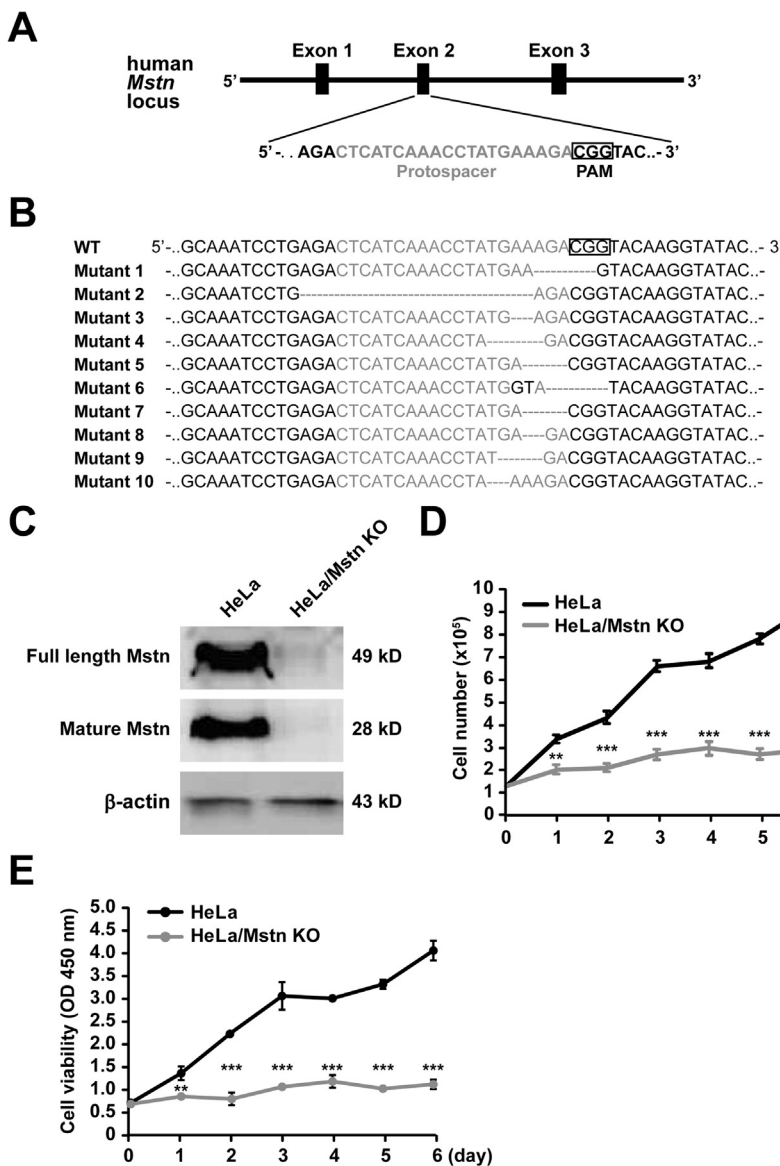 A
human
Mstn
locus
5’
Exon 1
Exon 2
Exon 3
3’
5’-..AGACTCATCAAACCTATGAAAGACGGTAC..-3’
Protospacer
PAM
B
WT 5’-..GCAAATCCTGAGACTCATCAAACCTATGAAAGACGGTACAAGGTATAC..- 3
Mutant 1 -..GCAAATCCTGAGACTCATCAAACCTATGAA-----------GTACAAGGTATAC..-
Mutant 2 -..GCAAATCCTG-----------------------------------------AGACGGTACAAGGTATAC..-
Mutant 3 -..GCAAATCCTGAGACTCATCAAACCTATG----AGACGGTACAAGGTATAC..-
Mutant 4 -..GCAAATCCTGAGACTCATCAAACCTA----------GACGGTACAAGGTATAC..-
Mutant 5 -..GCAAATCCTGAGACTCATCAAACCTATGA--------CGGTACAAGGTATAC..-
Mutant 6 -..GCAAATCCTGAGACTCATCAAACCTATGGTA-----------TACAAGGTATAC..-
Mutant 7 -..GCAAATCCTGAGACTCATCAAACCTATGA--------CGGTACAAGGTATAC..-
Mutant 8 -..GCAAATCCTGAGACTCATCAAACCTATGA----GACGGTACAAGGTATAC..-
Mutant 9 -..GCAAATCCTGAGACTCATCAAACCTAT--------GACGGTACAAGGTATAC..-
Mutant 10 -..GCAAATCCTGAGACTCATCAAACCTA----AAAGACGGTACAAGGTATAC..-
C
HeLa
HeLa/Mstn KO
Full length Mstn 49 kD
Mature Mstn 28 kD
β-actin 43 kD
D
Cell number (x10⁵)
10
9
8
7
6
5
4
3
2
1
0
HeLa
HeLa/Mstn KO
** *** *** *** ***
0 1 2 3 4 5
E
Cell viability (OD 450 nm)
5.0
4.5
4.0
3.5
3.0
2.5
2.0
1.5
1.0
0.5
0
HeLa
HeLa/Mstn KO
** *** *** *** *** ***
0 1 2 3 4 5 6 (day)